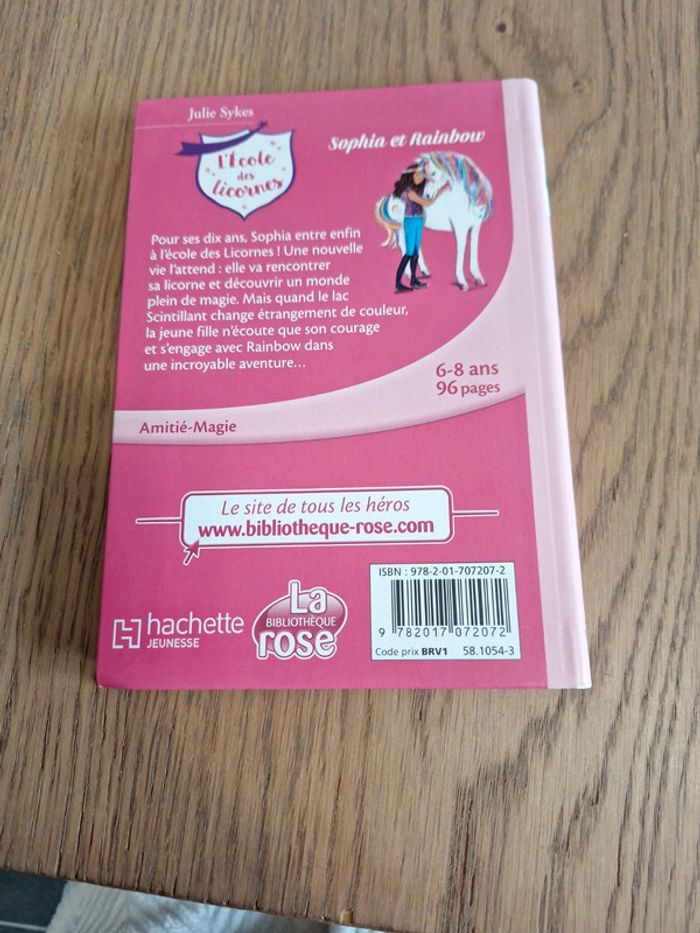 Julie Sykes
L'École
des
licornes
Sophia et Rainbow
Pour ses dix ans, Sophia entre enfin
à l'école des Licornes ! Une nouvelle
vie l'attend : elle va rencontrer
sa licorne et découvrir un monde
plein de magie. Mais quand le lac
Scintillant change étrangement de couleur,
la jeune fille n'écoute que son courage
et s'engage avec Rainbow dans
une incroyable aventure...
6-8 ans
96 pages
Amitié-Magie
Le site de tous les héros
www.bibliotheque-rose.com
hachette
JEUNESSE
La
BIBLIOTHÈQUE
rose
ISBN : 978-2-01-707207-2
9 782017 072072
Code prix BRV1 58.1054-3